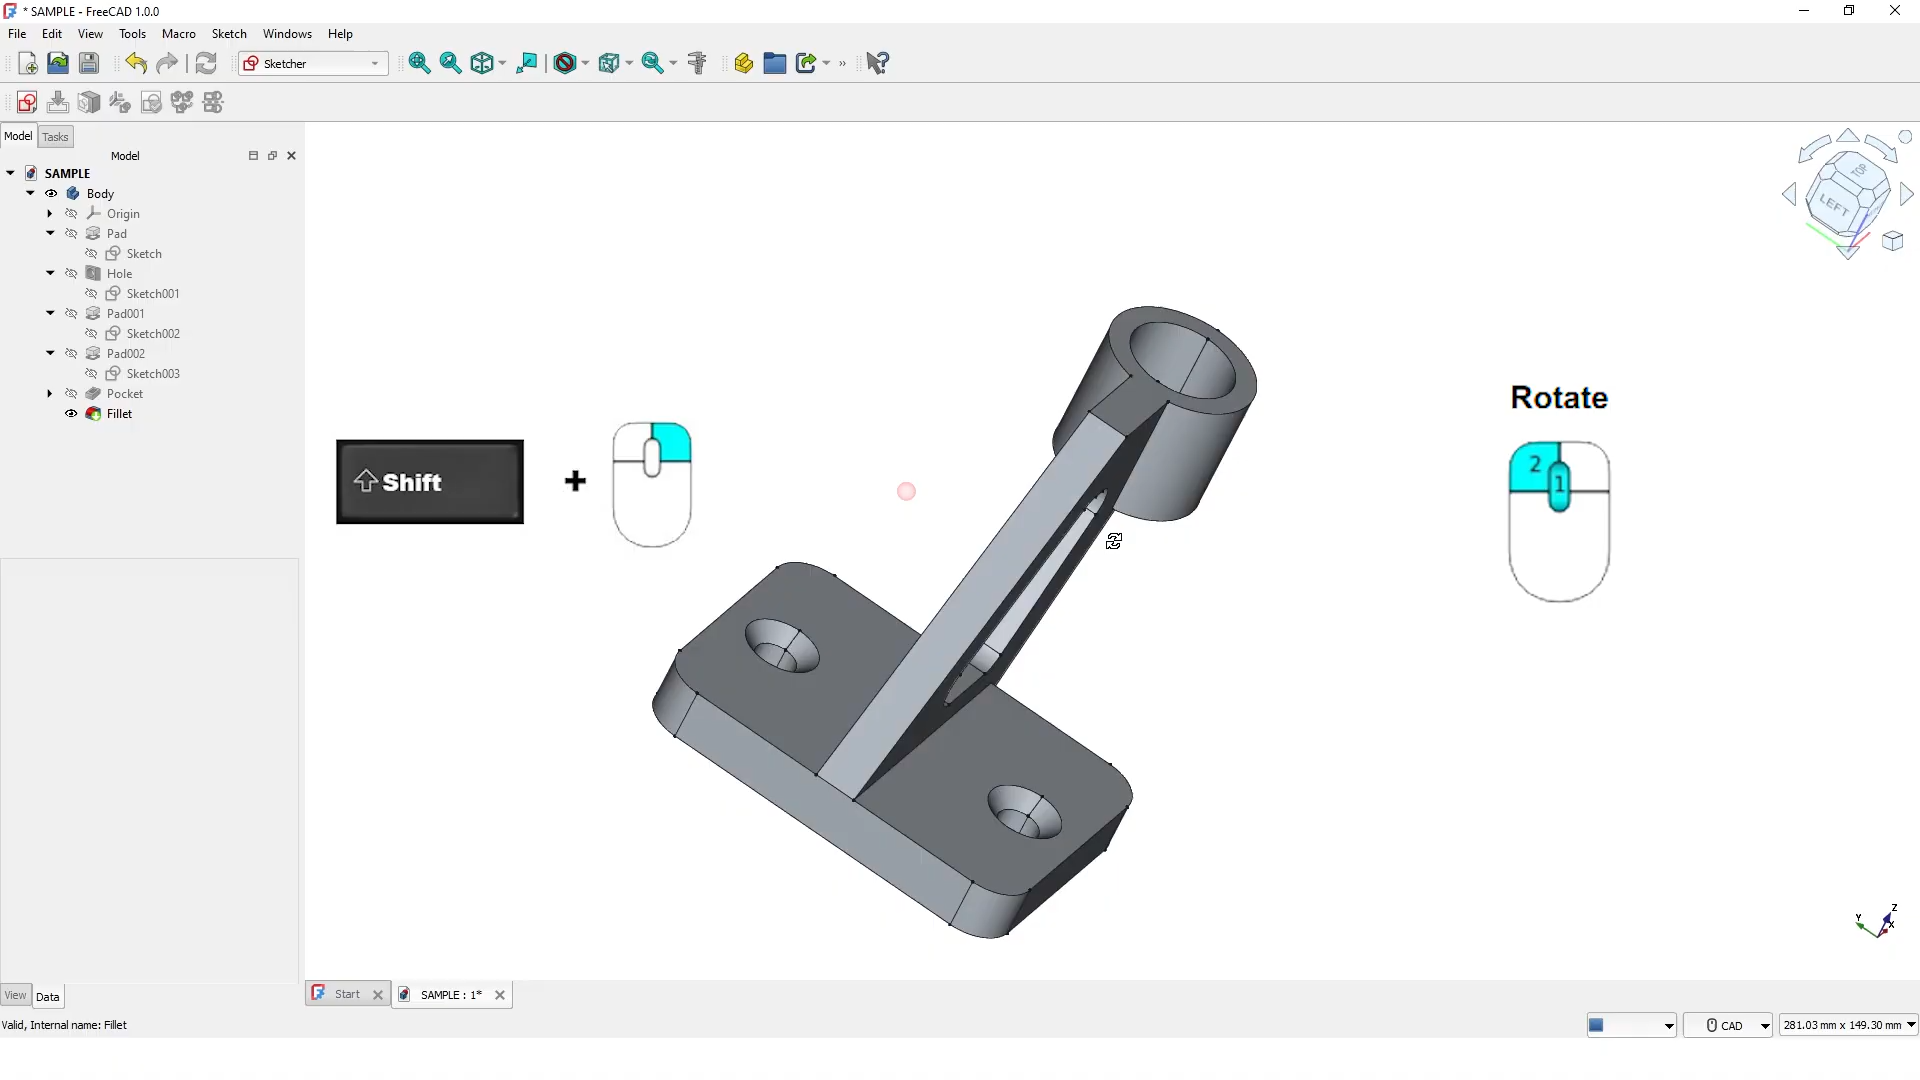 * SAMPLE - FreeCAD 1.0.0
File Edit View Tools Macro Sketch Windows Help
Sketcher
Model Tasks
Model
SAMPLE
Body
Origin
Pad
Sketch
Hole
Sketch001
Pad001
Sketch002
Pad002
Sketch003
Pocket
Fillet
TOP
LEFT
Rotate
Shift
+
2
1
Z
Y
X
View Data
Start
SAMPLE : 1*
Valid, Internal name: Fillet
CAD
281.03 mm x 149.30 mm